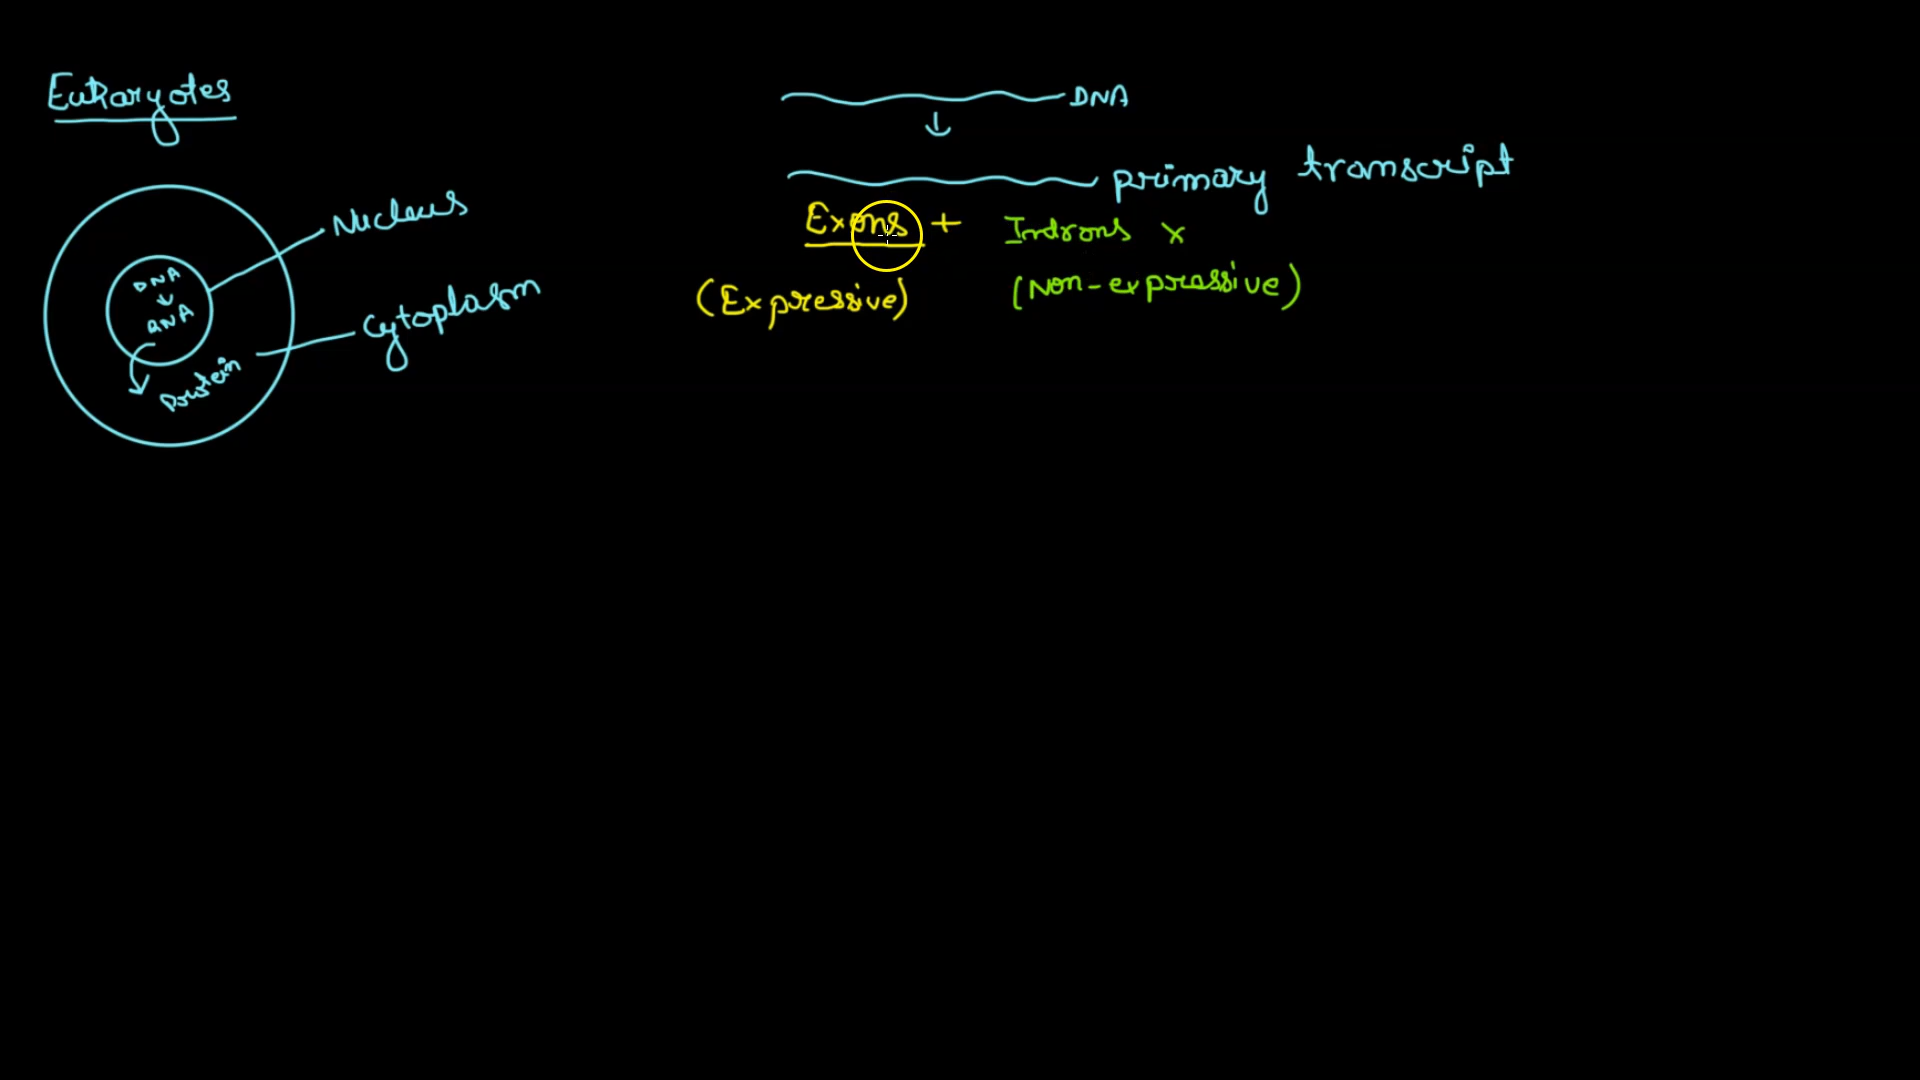 Eukaryotes
DNA
primary transcript
Exons + Introns x
(Expressive) (Non-expressive)
Nucleus
Cytoplasm
DNA
↓
RNA
Protein